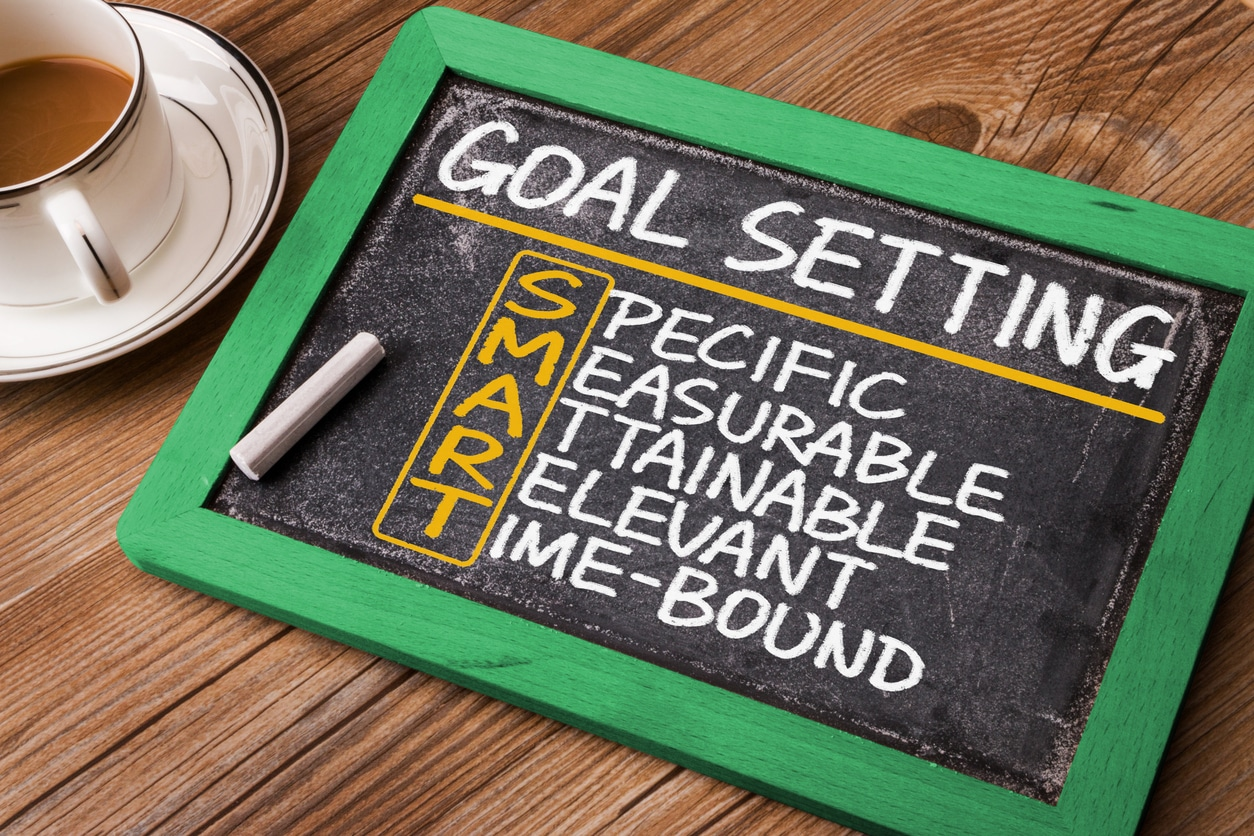 GOAL SETTING
SPECIFIC
MEASURABLE
ATTAINABLE
RELEVANT
TIME-BOUND